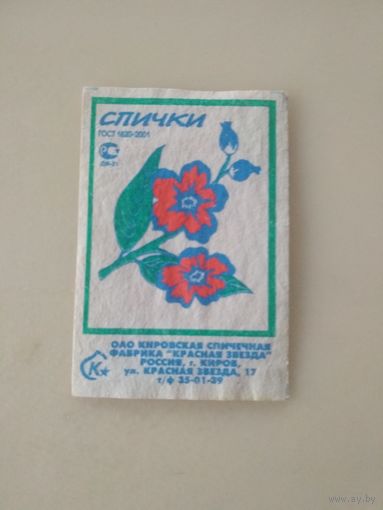 СПИЧКИ
ГОСТ 1820-2001
ОАО КИРОВСКАЯ СПИЧЕЧНАЯ
ФАБРИКА "КРАСНАЯ ЗВЕЗДА"
РОССИЯ, г. КИРОВ,
ул. КРАСНАЯ ЗВЕЗДА, 17
т/ф 35-01-39
К
www.ay.by